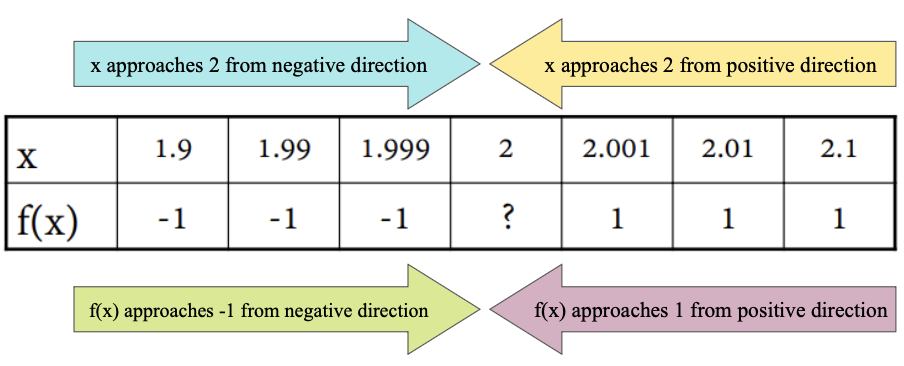 x approaches 2 from negative direction
x approaches 2 from positive direction
x 1.9 1.99 1.999 2 2.001 2.01 2.1
f(x) -1 -1 -1 ? 1 1 1
f(x) approaches -1 from negative direction
f(x) approaches 1 from positive direction